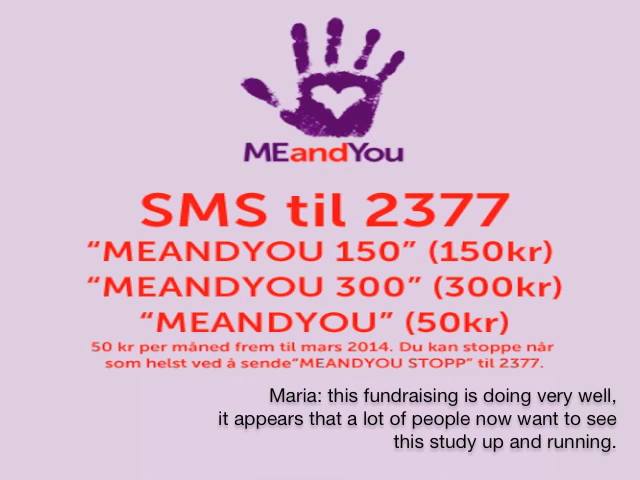 MEandYou
SMS til 2377
“MEANDYOU 150” (150kr)
“MEANDYOU 300” (300kr)
“MEANDYOU” (50kr)
50 kr per måned frem til mars 2014. Du kan stoppe når
som helst ved å sende“MEANDYOU STOPP” til 2377.
Maria: this fundraising is doing very well,
it appears that a lot of people now want to see
this study up and running.